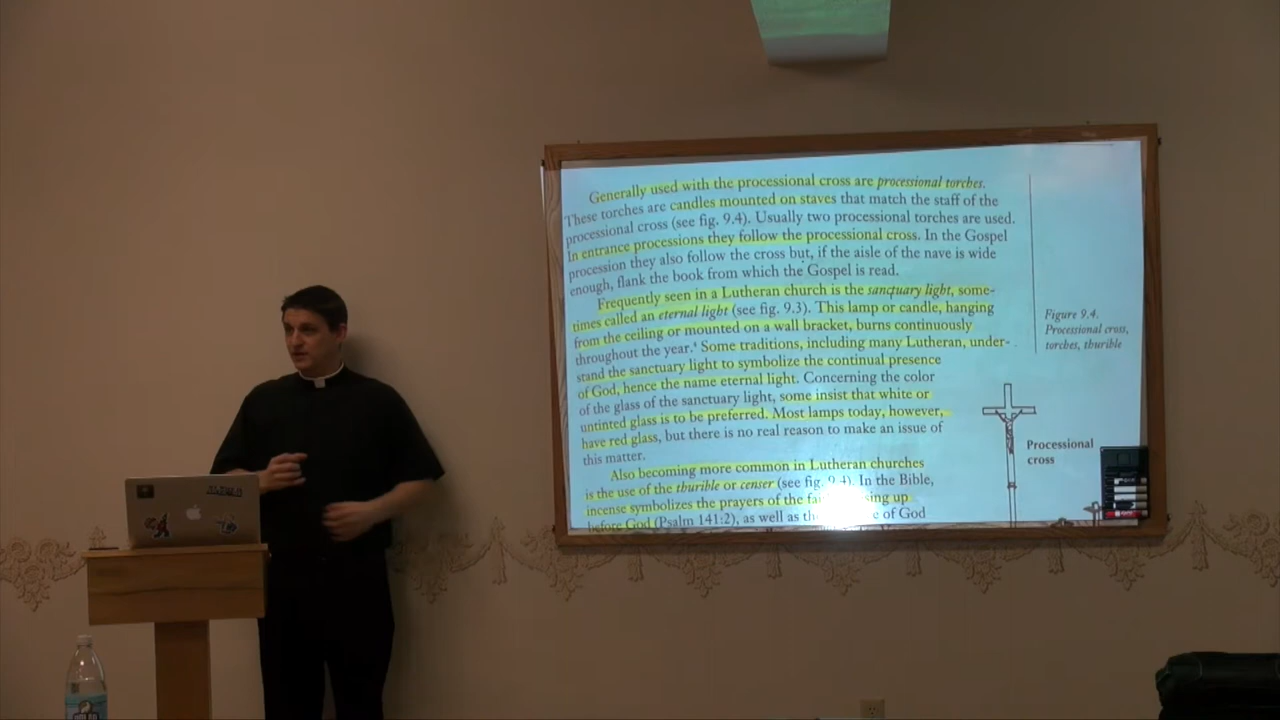 Generally used with the processional cross are processional torches.
These torches are candles mounted on staves that match the staff of the
processional cross (see fig. 9.4). Usually two processional torches are used.
In entrance processions they follow the processional cross. In the Gospel
procession they also follow the cross but, if the aisle of the nave is wide
enough, flank the book from which the Gospel is read.
Frequently seen in a Lutheran church is the sanctuary light, some-
times called an eternal light (see fig. 9.3). This lamp or candle, hanging
from the ceiling or mounted on a wall bracket, burns continuously
throughout the year.⁴ Some traditions, including many Lutheran, under-
stand the sanctuary light to symbolize the continual presence
of God, hence the name eternal light. Concerning the color
of the glass of the sanctuary light, some insist that white or
untinted glass is to be preferred. Most lamps today, however,
have red glass, but there is no real reason to make an issue of
this matter.
Also becoming more common in Lutheran churches
is the use of the thurible or censer (see fig. 9.4). In the Bible,
incense symbolizes the prayers of the up
before God (Psalm 141:2), as well as of God
Figure 9.4.
Processional cross,
torches, thurible
Processional
cross